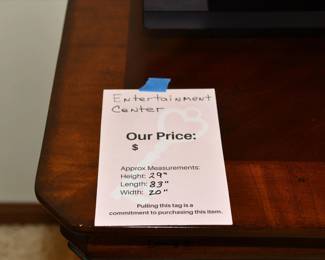 Entertainment
Center
Our Price:
$
Approx Measurements:
Height: 29"
Length: 83"
Width: 20"
Pulling this tag is a
commitment to purchasing this item.